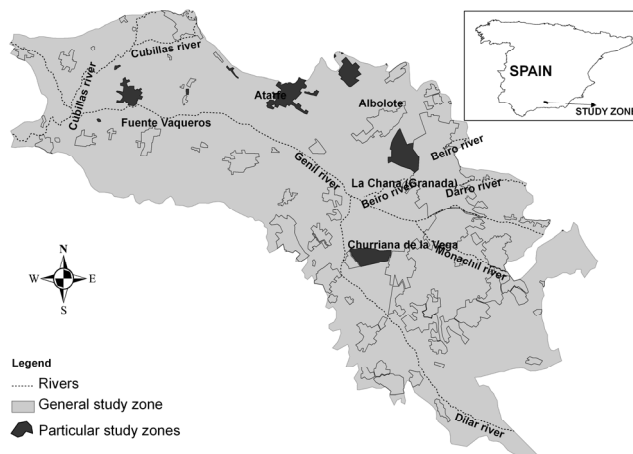 Cubillas river
Cubillas river
Atarfe
Albolote
Fuente Vaqueros
Genil river
Beiro river
La Chana (Granada)
Beiro river
Darro river
Churriana de la Vega
Monachil river
Dilar river
SPAIN
STUDY ZONE
N
W E
S
Legend
Rivers
General study zone
Particular study zones